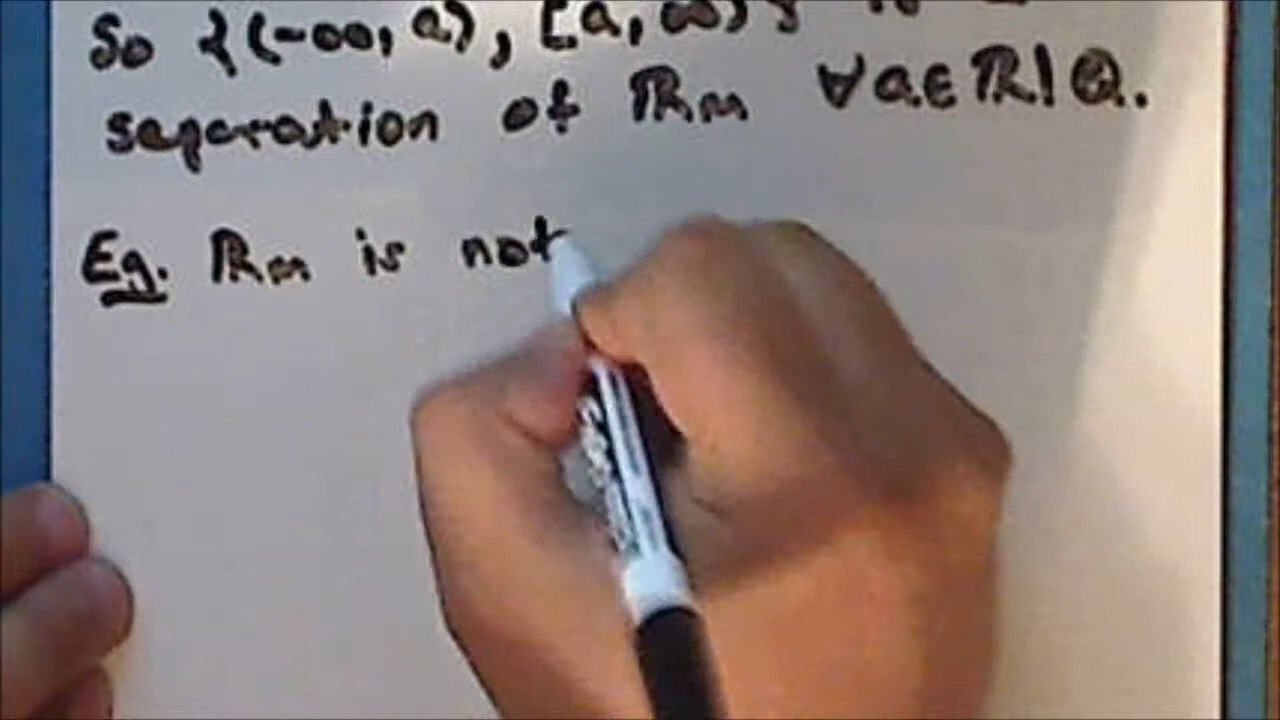 So {(-∞, a), [a, ∞)} is a
separation of ℝₘ ∀a∈ℝ\ℚ.
Eg. ℝₘ is not